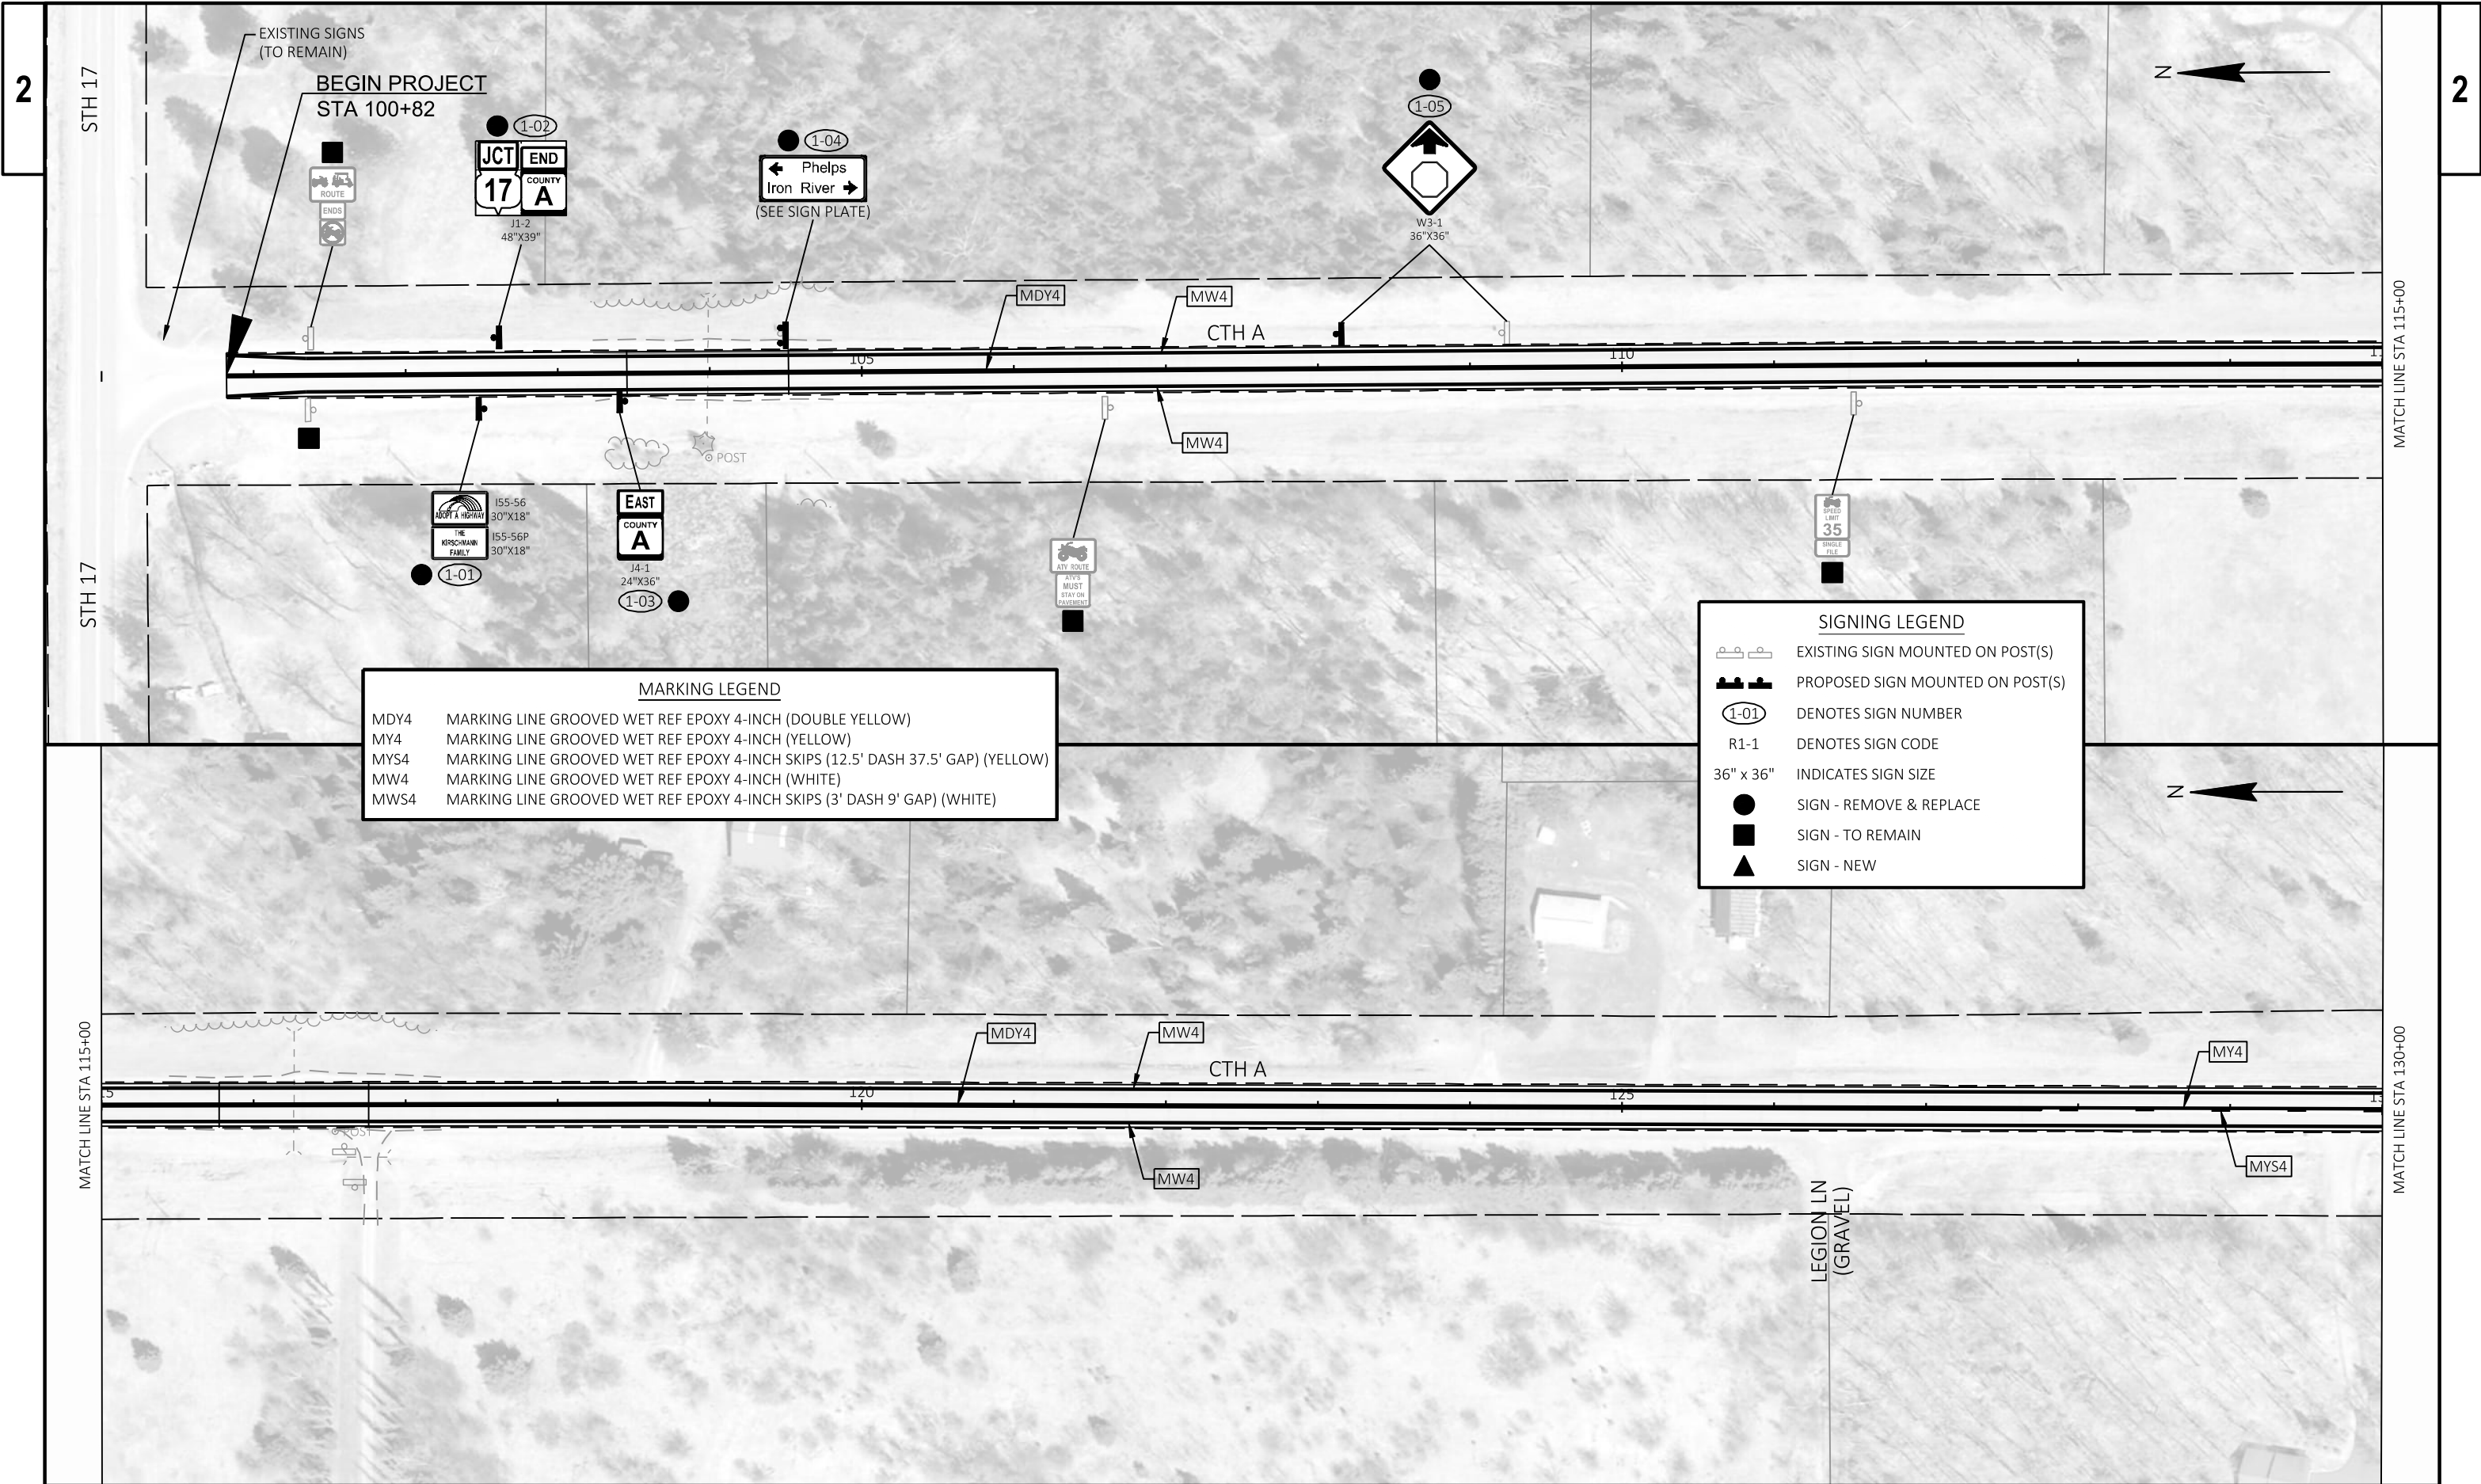 2
2
STH 17
EXISTING SIGNS
(TO REMAIN)
BEGIN PROJECT
STA 100+82
ROUTE
ENDS
1-02
JCT
17
END
COUNTY
A
J1-2
48"X39"
1-04
Phelps
Iron River
(SEE SIGN PLATE)
1-05
W3-1
36"X36"
N
MDY4
MW4
CTH A
105
110
MATCH LINE STA 115+00
MW4
POST
STH 17
ADOPT A HIGHWAY
I55-56
30"X18"
THE
KIRSCHMANN
FAMILY
I55-56P
30"X18"
1-01
EAST
COUNTY
A
J4-1
24"X36"
1-03
ATV ROUTE
ATV'S
MUST
STAY ON
PAVEMENT
SPEED
LIMIT
35
SINGLE
FILE
MARKING LEGEND
MDY4 MARKING LINE GROOVED WET REF EPOXY 4-INCH (DOUBLE YELLOW)
MY4 MARKING LINE GROOVED WET REF EPOXY 4-INCH (YELLOW)
MYS4 MARKING LINE GROOVED WET REF EPOXY 4-INCH SKIPS (12.5' DASH 37.5' GAP) (YELLOW)
MW4 MARKING LINE GROOVED WET REF EPOXY 4-INCH (WHITE)
MWS4 MARKING LINE GROOVED WET REF EPOXY 4-INCH SKIPS (3' DASH 9' GAP) (WHITE)
SIGNING LEGEND
EXISTING SIGN MOUNTED ON POST(S)
PROPOSED SIGN MOUNTED ON POST(S)
1-01 DENOTES SIGN NUMBER
R1-1 DENOTES SIGN CODE
36" x 36" INDICATES SIGN SIZE
SIGN - REMOVE & REPLACE
SIGN - TO REMAIN
SIGN - NEW
N
MATCH LINE STA 115+00
MDY4
MW4
CTH A
MY4
120
125
POST
MW4
MYS4
LEGION LN
(GRAVEL)
MATCH LINE STA 130+00